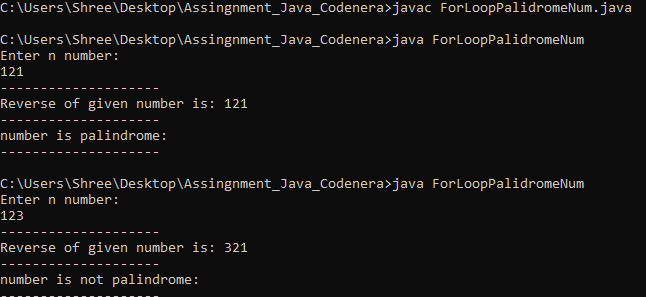 C:\Users\Shree\Desktop\Assingnment_Java_Codenera>javac ForLoopPalidromeNum.java
C:\Users\Shree\Desktop\Assingnment_Java_Codenera>java ForLoopPalidromeNum
Enter n number:
121
--------------------
Reverse of given number is: 121
--------------------
number is palindrome:
--------------------
C:\Users\Shree\Desktop\Assingnment_Java_Codenera>java ForLoopPalidromeNum
Enter n number:
123
--------------------
Reverse of given number is: 321
--------------------
number is not palindrome:
--------------------